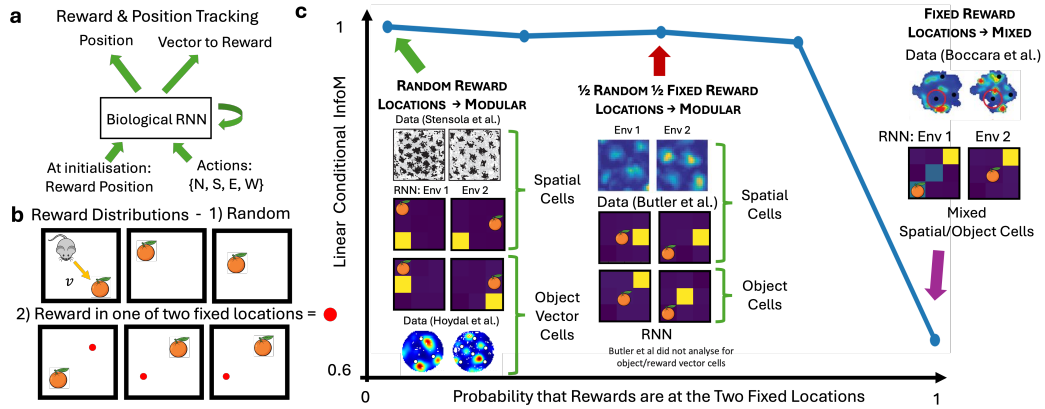 a
Reward & Position Tracking
Position
Vector to Reward
Biological RNN
At initialisation:
Reward Position
Actions:
{N, S, E, W}
b
Reward Distributions - 1) Random
v
2) Reward in one of two fixed locations =
c
Linear Conditional InfoM
1
0.6
0
1
Probability that Rewards are at the Two Fixed Locations
RANDOM REWARD
LOCATIONS → MODULAR
Data (Stensola et al.)
RNN: Env 1
Env 2
Spatial
Cells
Object
Vector
Cells
Data (Hoydal et al.)
½ RANDOM ½ FIXED REWARD
LOCATIONS → MODULAR
Env 1
Env 2
Data (Butler et al.)
Spatial
Cells
Object
Cells
RNN
Butler et al did not analyse for
object/reward vector cells
FIXED REWARD
LOCATIONS → MIXED
Data (Boccara et al.)
RNN: Env 1
Env 2
Mixed
Spatial/Object Cells